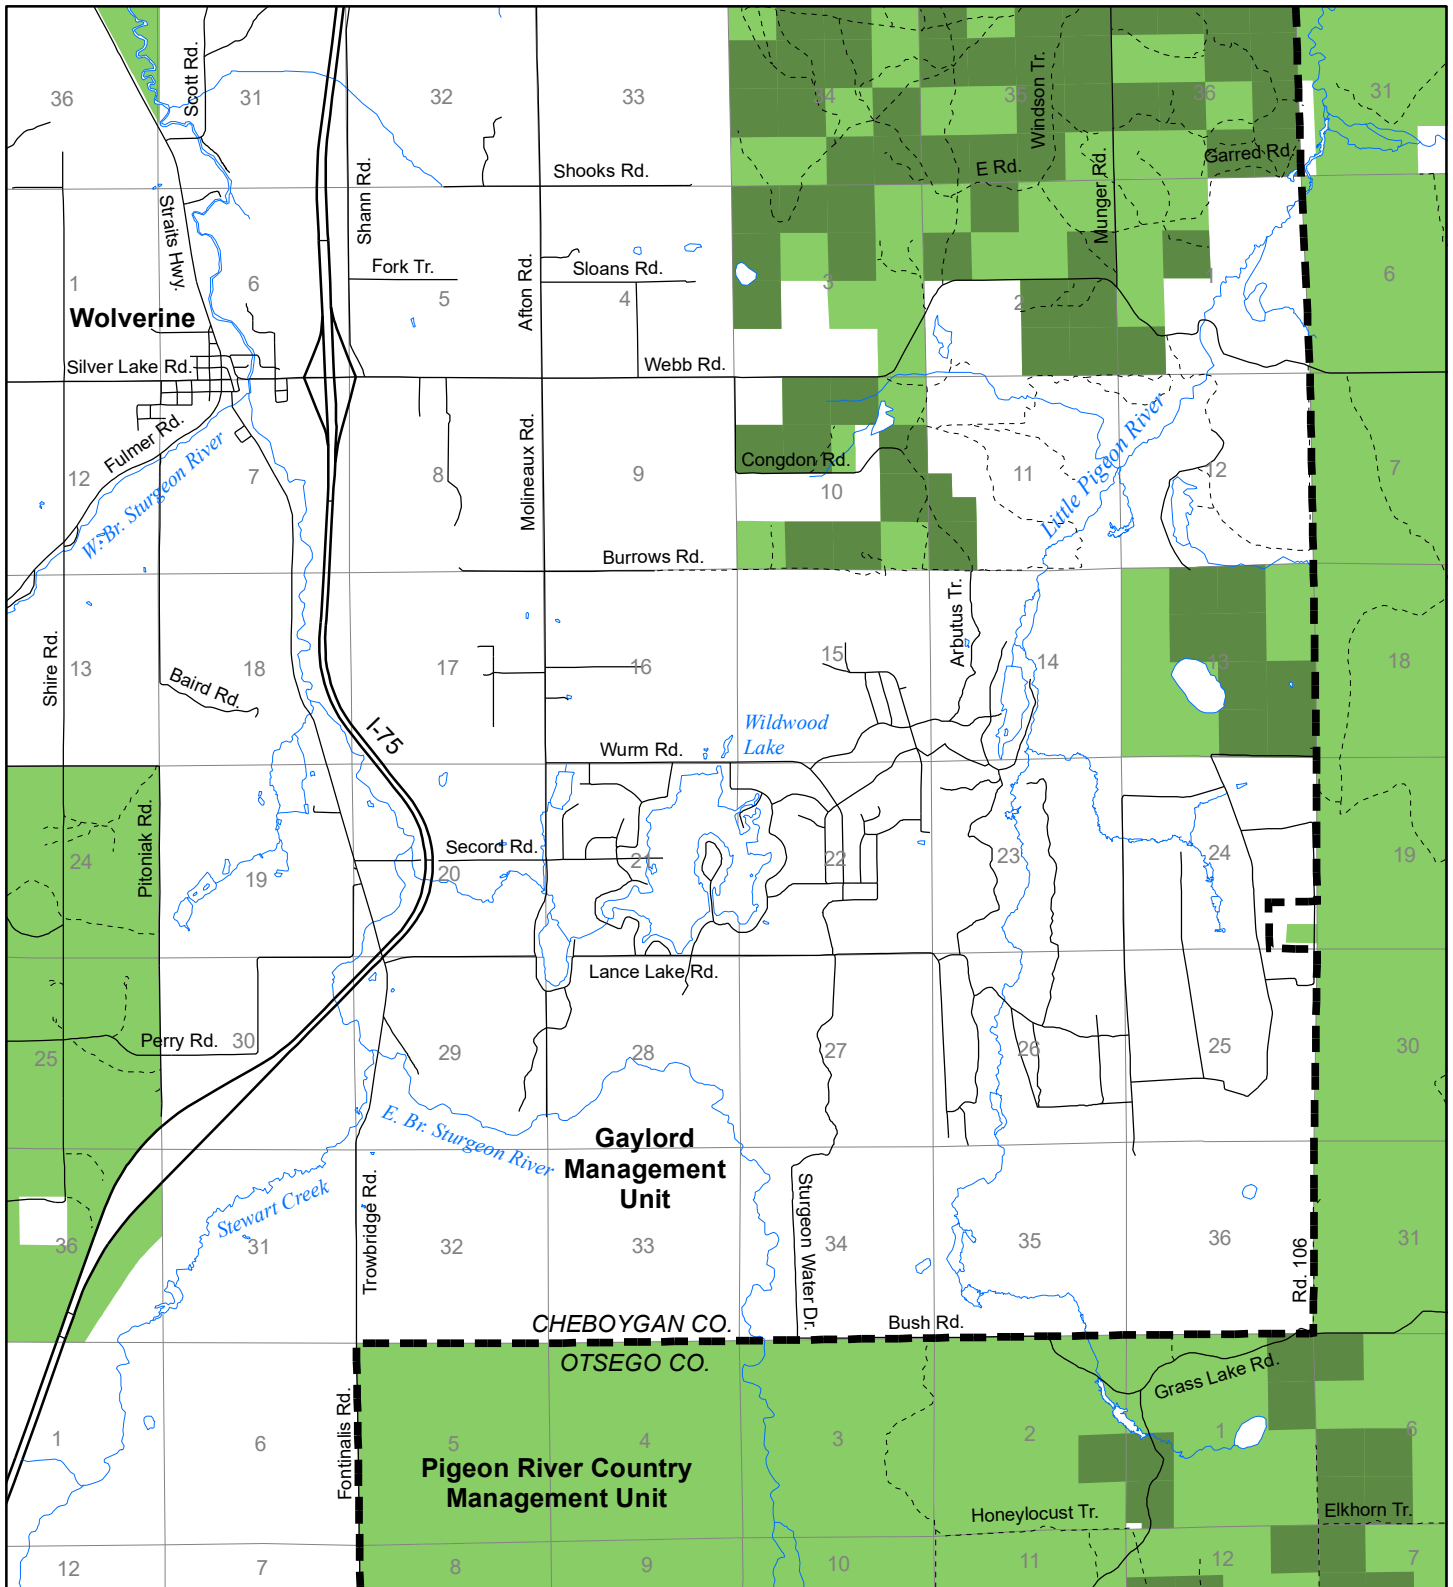 36
Scott Rd.
31
32
33
34
35
Windson Tr.
36
31
Shooks Rd.
E Rd.
Garred Rd.
Straits Hwy.
Shann Rd.
Munger Rd.
1
6
Fork Tr.
5
Afton Rd.
Sloans Rd.
4
3
2
1
6
Wolverine
Silver Lake Rd.
Webb Rd.
Fulmer Rd.
W. Br. Sturgeon River
12
7
8
Molineaux Rd.
9
Congdon Rd.
10
11
Little Pigeon River
12
7
Burrows Rd.
Shire Rd.
13
Baird Rd.
18
17
16
15
Arbutus Tr.
14
13
18
I-75
Wurm Rd.
Wildwood
Lake
Pitoniak Rd.
24
19
Secord Rd.
20
21
22
23
24
19
Lance Lake Rd.
25
Perry Rd.
30
29
28
27
26
25
30
E. Br. Sturgeon River
Gaylord
Management
Unit
Stewart Creek
Trowbridge Rd.
Sturgeon Water Dr.
36
31
32
33
34
35
36
Rd. 106
31
CHEBOYGAN CO.
Bush Rd.
OTSEGO CO.
Grass Lake Rd.
Fontinalis Rd.
1
6
5
4
3
2
1
6
Pigeon River Country
Management Unit
Honeylocust Tr.
Elkhorn Tr.
12
7
8
9
10
11
12
7